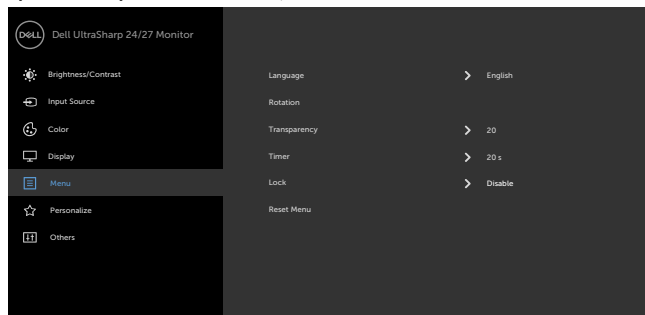 DELL Dell UltraSharp 24/27 Monitor
Brightness/Contrast
Input Source
Color
Display
Menu
Personalize
Others
Language English
Rotation
Transparency 20
Timer 20 s
Lock Disable
Reset Menu